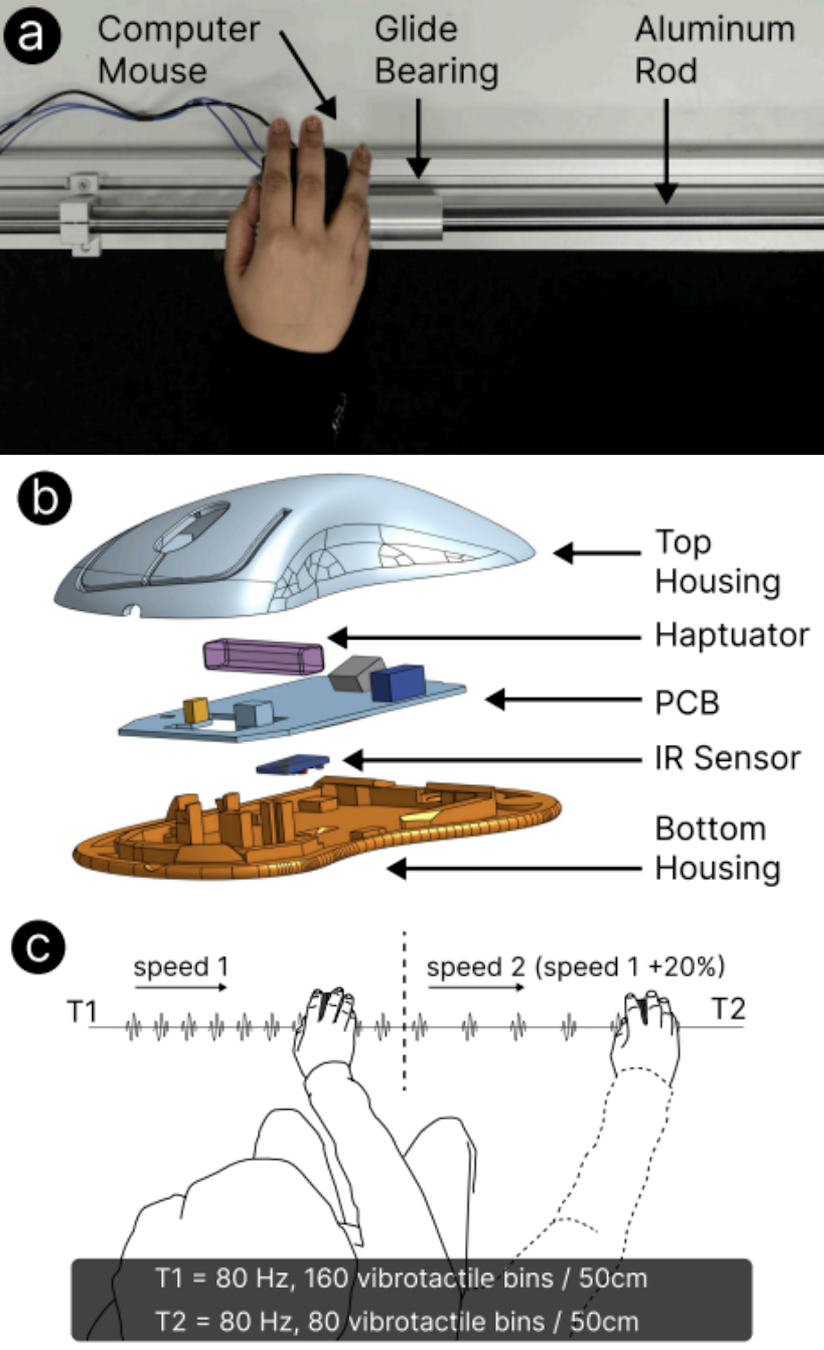 a
Computer
Mouse
Glide
Bearing
Aluminum
Rod
b
Top
Housing
Haptuator
PCB
IR Sensor
Bottom
Housing
c
speed 1
speed 2 (speed 1 +20%)
T1
T2
T1 = 80 Hz, 160 vibrotactile bins / 50cm
T2 = 80 Hz, 80 vibrotactile bins / 50cm